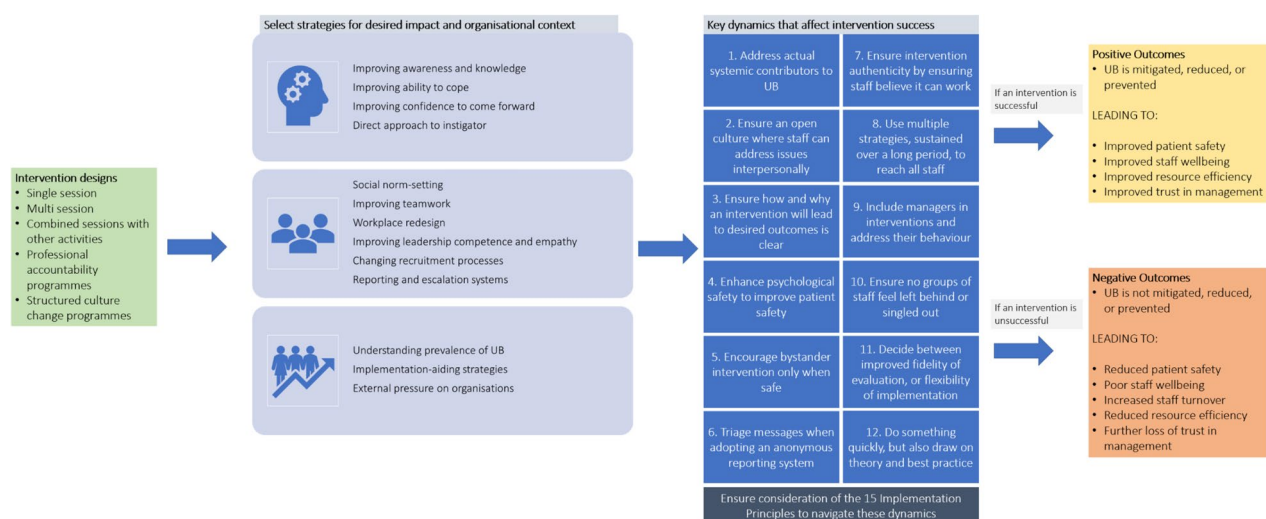 Intervention designs
• Single session
• Multi session
• Combined sessions with
other activities
• Professional
accountability
programmes
• Structured culture
change programmes
Select strategies for desired impact and organisational context
Improving awareness and knowledge
Improving ability to cope
Improving confidence to come forward
Direct approach to instigator
Social norm-setting
Improving teamwork
Workplace redesign
Improving leadership competence and empathy
Changing recruitment processes
Reporting and escalation systems
Understanding prevalence of UB
Implementation-aiding strategies
External pressure on organisations
Key dynamics that affect intervention success
1. Address actual
systemic contributors to
UB
2. Ensure an open
culture where staff can
address issues
interpersonally
3. Ensure how and why
an intervention will lead
to desired outcomes is
clear
4. Enhance psychological
safety to improve patient
safety
5. Encourage bystander
intervention only when
safe
6. Triage messages when
adopting an anonymous
reporting system
7. Ensure intervention
authenticity by ensuring
staff believe it can work
8. Use multiple
strategies, sustained
over a long period, to
reach all staff
9. Include managers in
interventions and
address their behaviour
10. Ensure no groups of
staff feel left behind or
singled out
11. Decide between
improved fidelity of
evaluation, or flexibility
of implementation
12. Do something
quickly, but also draw on
theory and best practice
Ensure consideration of the 15 Implementation
Principles to navigate these dynamics
If an intervention is
successful
If an intervention is
unsuccessful
Positive Outcomes
• UB is mitigated, reduced, or
prevented
LEADING TO:
• Improved patient safety
• Improved staff wellbeing
• Improved resource efficiency
• Improved trust in management
Negative Outcomes
• UB is not mitigated, reduced,
or prevented
LEADING TO:
• Reduced patient safety
• Poor staff wellbeing
• Increased staff turnover
• Reduced resource efficiency
• Further loss of trust in
management